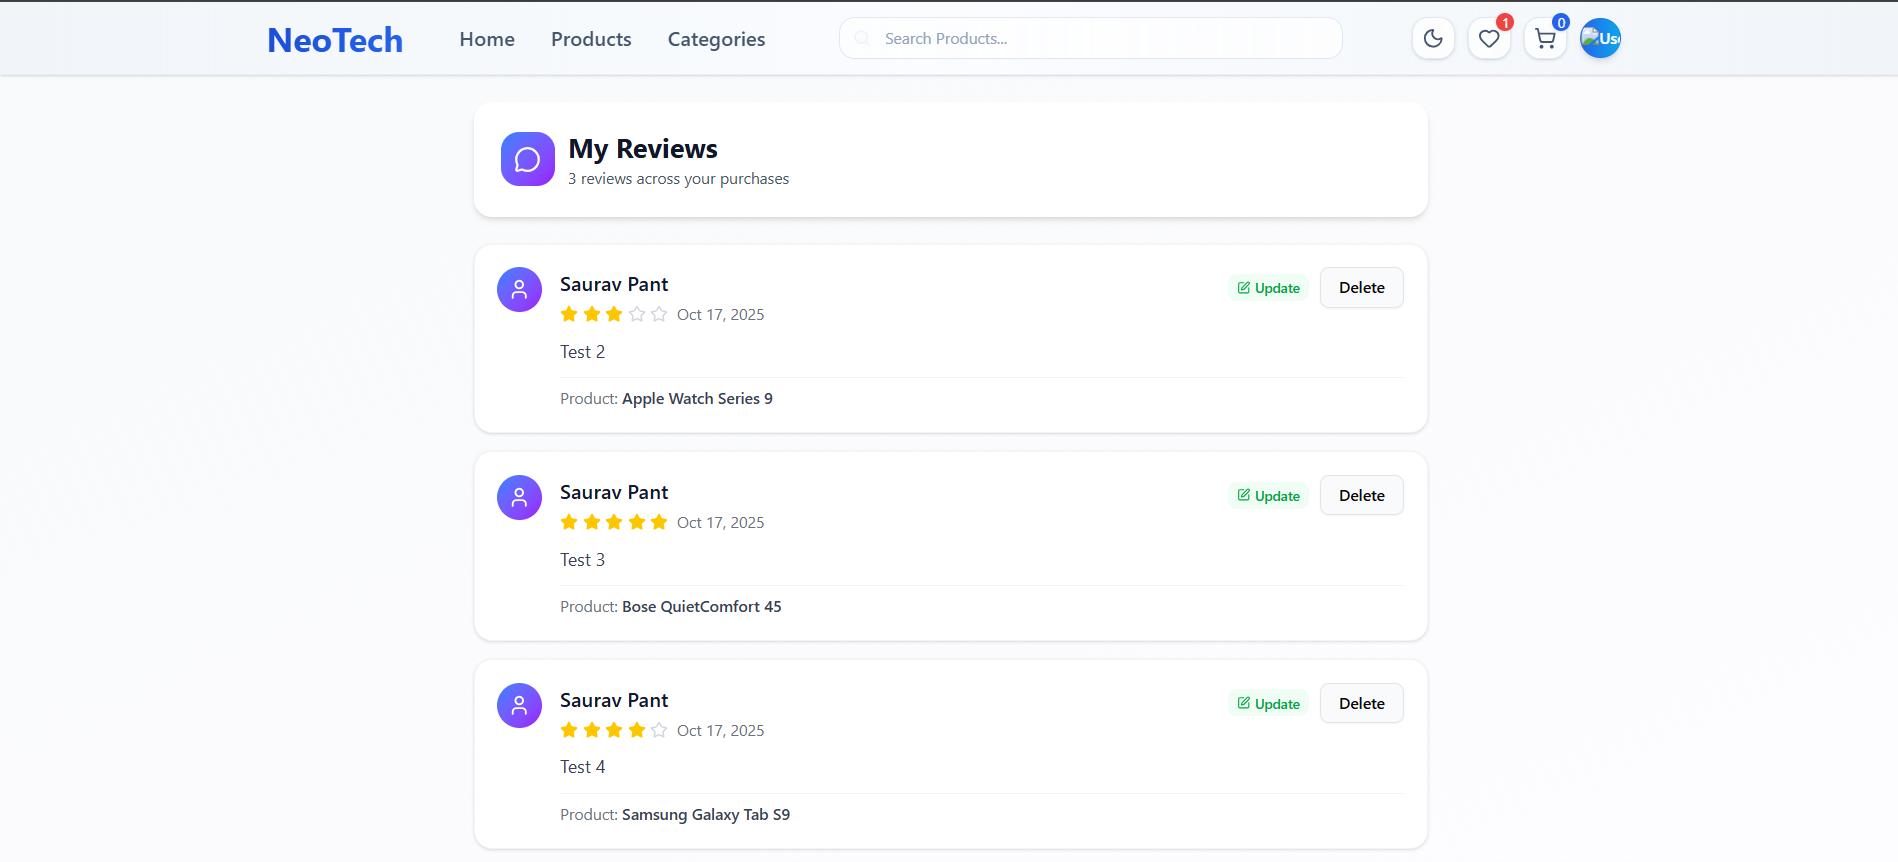 NeoTech Home Products Categories Search Products... 1 0 Us
My Reviews
3 reviews across your purchases
Saurav Pant Update Delete
Oct 17, 2025
Test 2
Product: Apple Watch Series 9
Saurav Pant Update Delete
Oct 17, 2025
Test 3
Product: Bose QuietComfort 45
Saurav Pant Update Delete
Oct 17, 2025
Test 4
Product: Samsung Galaxy Tab S9